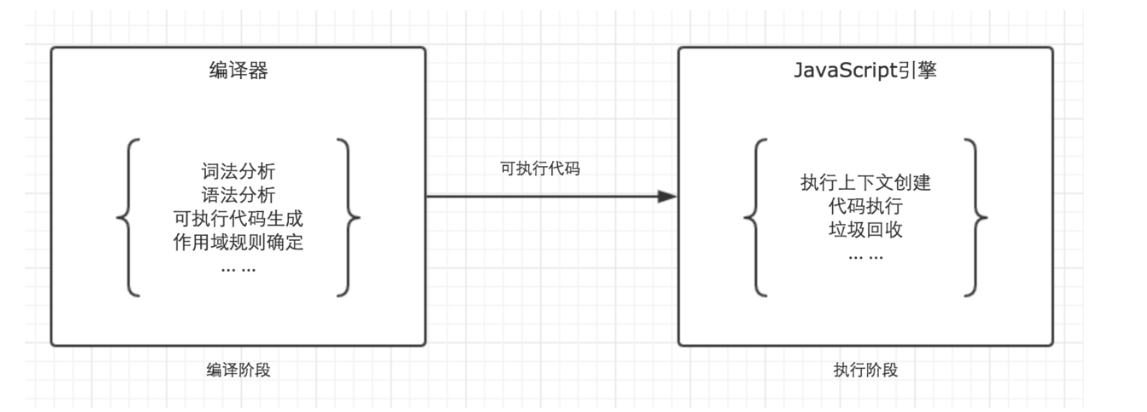 编译器
词法分析
语法分析
可执行代码生成
作用域规则确定
... ...
编译阶段
可执行代码
JavaScript引擎
执行上下文创建
代码执行
垃圾回收
... ...
执行阶段